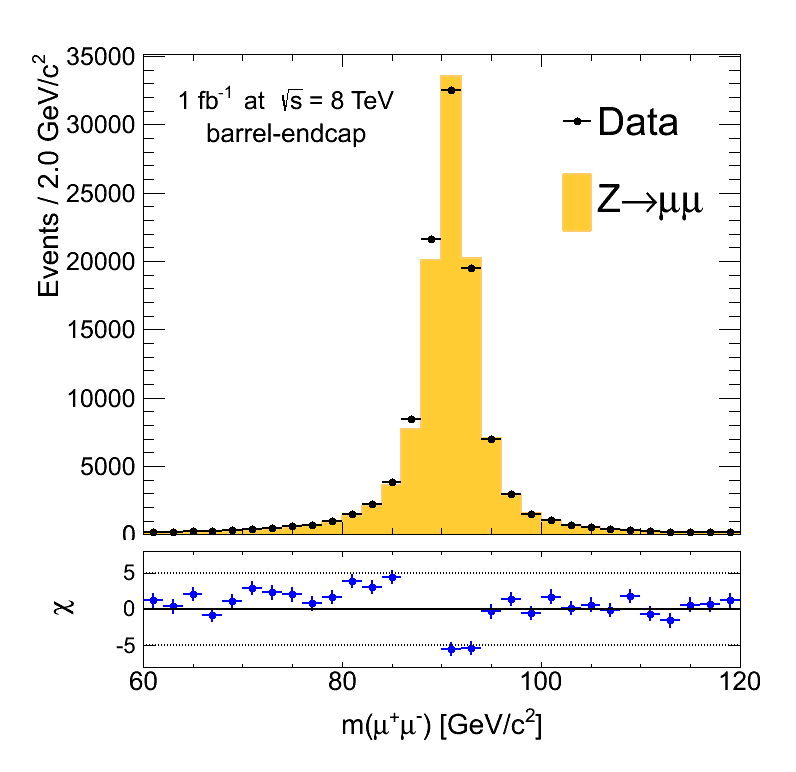 35000
30000
25000
20000
15000
10000
5000
0
Events / 2.0 GeV/c²
1 fb⁻¹ at √s = 8 TeV
barrel-endcap
Data
Z→μμ
5
0
-5
χ
60 80 100 120
m(μ⁺μ⁻) [GeV/c²]